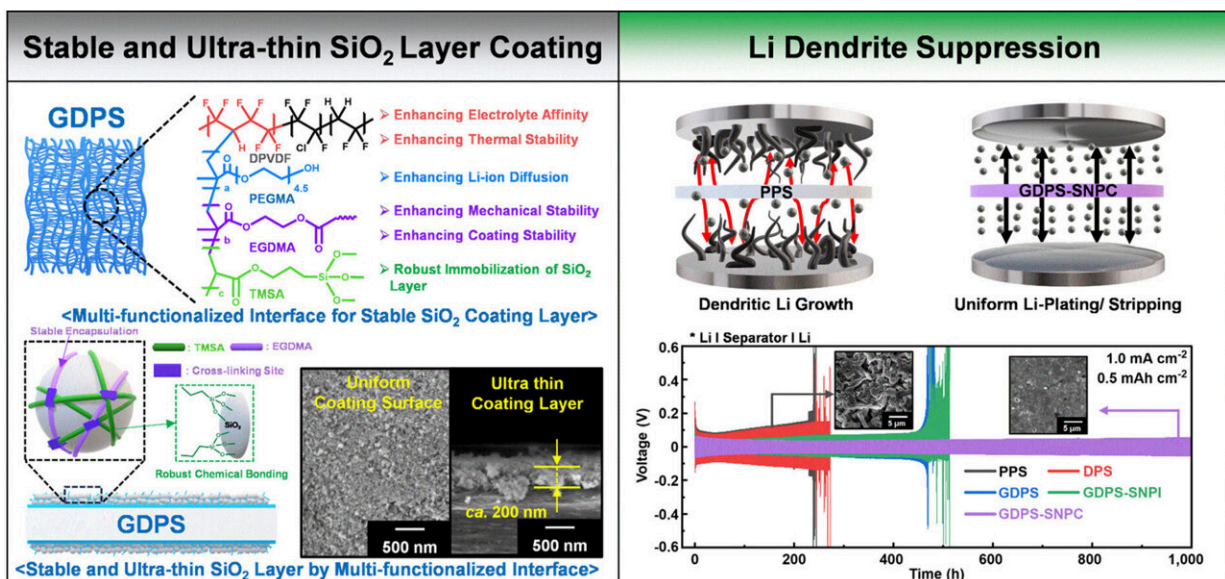 Stable and Ultra-thin SiO₂ Layer Coating
GDPS
F F F F F H H
F H F F Cl F F F
DPVDF
O
O
OH
a
4.5
PEGMA
O
O
O
O
b
EGDMA
O
O
Si
O
O
O
c
TMSA
➢ Enhancing Electrolyte Affinity
➢ Enhancing Thermal Stability
➢ Enhancing Li-ion Diffusion
➢ Enhancing Mechanical Stability
➢ Enhancing Coating Stability
➢ Robust Immobilization of SiO₂
Layer
<Multi-functionalized Interface for Stable SiO₂ Coating Layer>
Stable Encapsulation
: TMSA : EGDMA
: Cross-linking Site
SiO₂
Robust Chemical Bonding
GDPS
Uniform
Coating Surface
500 nm
Ultra thin
Coating Layer
ca. 200 nm
500 nm
<Stable and Ultra-thin SiO₂ Layer by Multi-functionalized Interface>
Li Dendrite Suppression
PPS
Dendritic Li Growth
GDPS-SNPC
Uniform Li-Plating/ Stripping
* Li I Separator I Li
0.6
0.4
0.2
0
-0.2
-0.4
-0.6
Voltage (V)
5 μm
5 μm
1.0 mA cm⁻²
0.5 mAh cm⁻²
PPS
DPS
GDPS
GDPS-SNPI
GDPS-SNPC
0 200 400 600 800 1,000
Time (h)